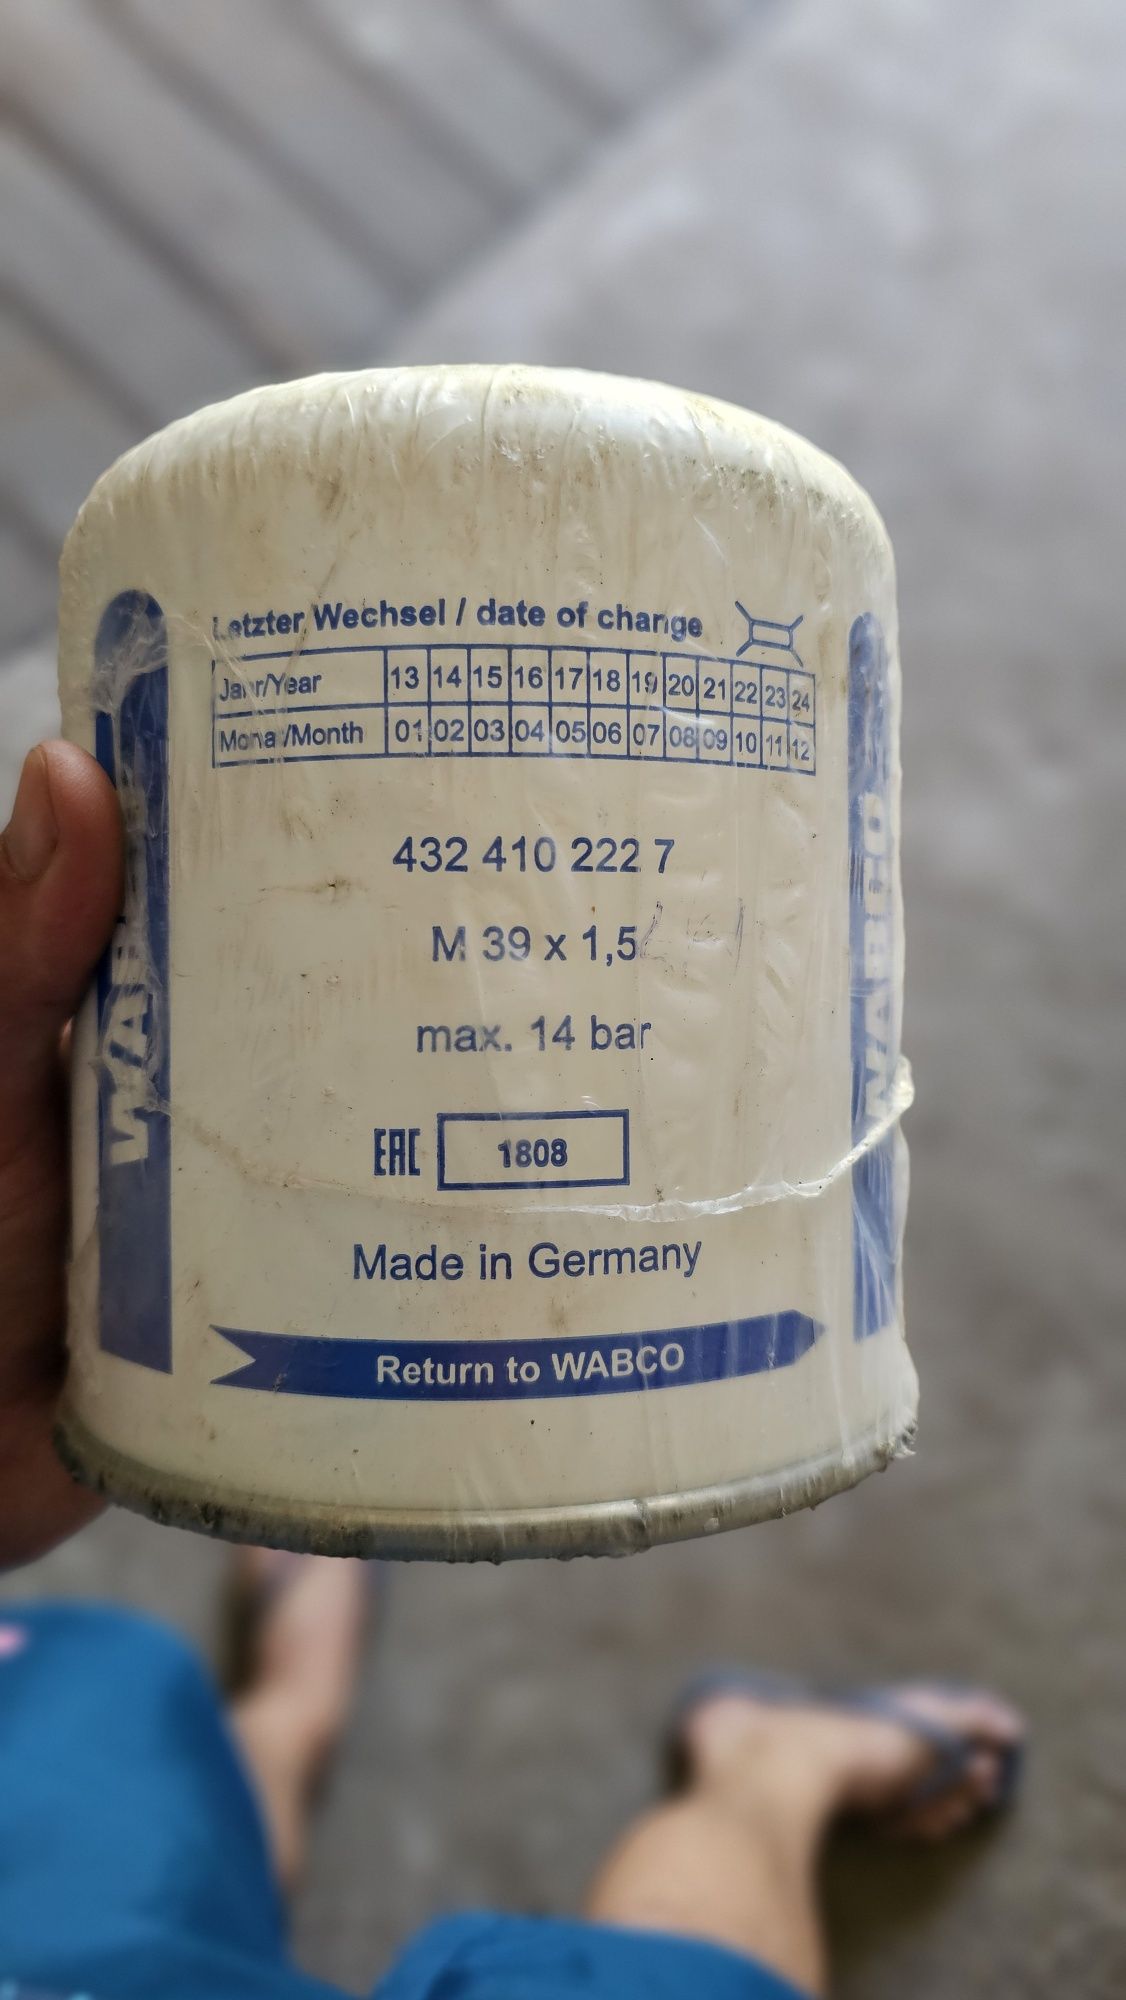 Letzter Wechsel / date of change
Jahr/Year 13 14 15 16 17 18 19 20 21 22 23 24
Monat/Month 01 02 03 04 05 06 07 08 09 10 11 12
432 410 222 7
M 39 x 1,5
max. 14 bar
EAC 1808
Made in Germany
Return to WABCO
WABCO
WABCO